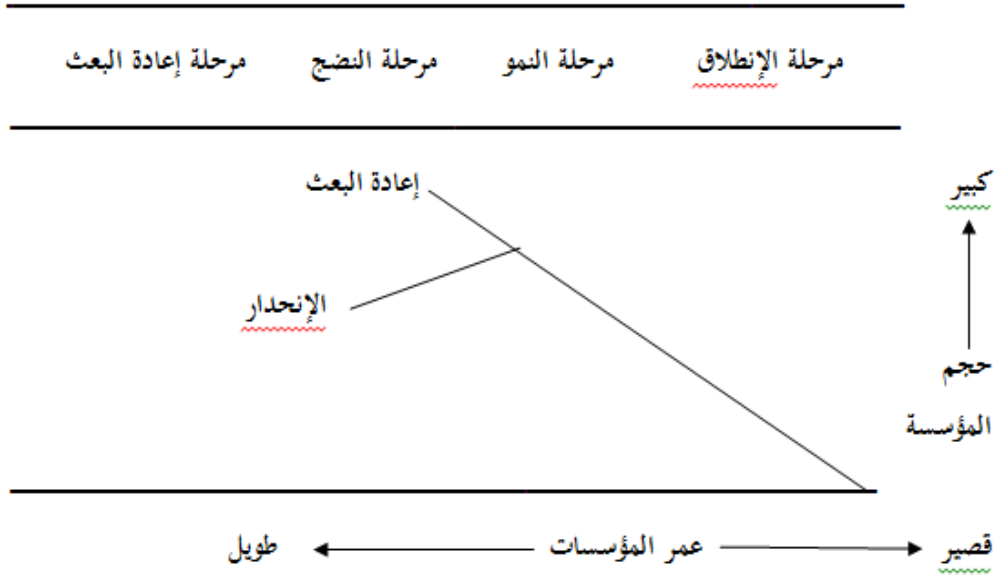 مرحلة الإنطلاق مرحلة النمو مرحلة النضج مرحلة إعادة البعث
كبير
إعادة البعث
الإنحدار
حجم
المؤسسة
قصير عمر المؤسسات طويل